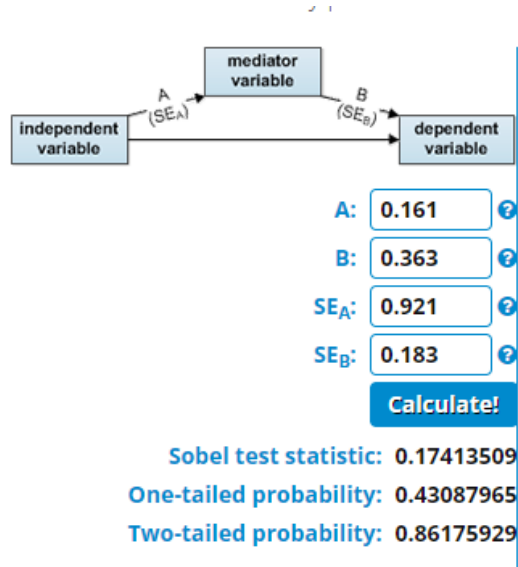 mediator
variable
A
(SEA)
B
(SEB)
independent
variable
dependent
variable
A: 0.161 ?
B: 0.363 ?
SEA: 0.921 ?
SEB: 0.183 ?
Calculate!
Sobel test statistic: 0.17413509
One-tailed probability: 0.43087965
Two-tailed probability: 0.86175929